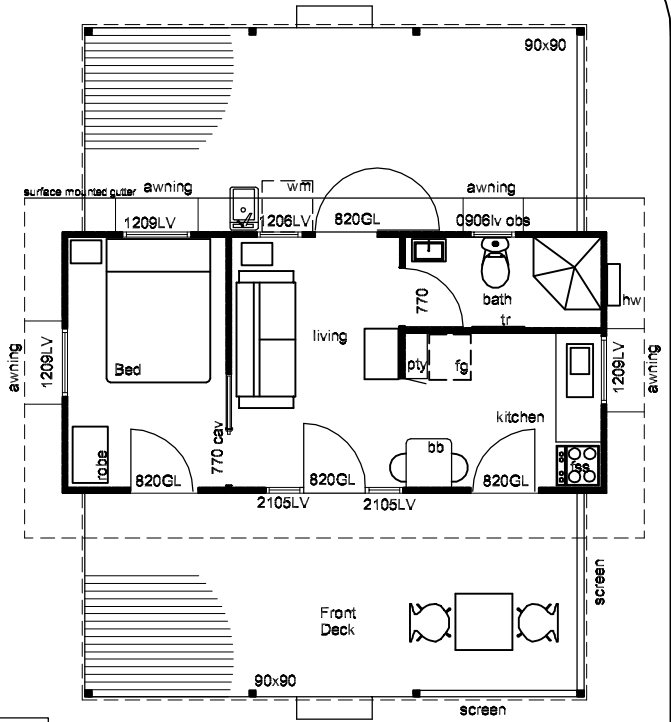 90x90
surface mounted gutter
awning
wm
awning
1209LV
1206LV
820GL
0906lv obs
770
bath
hw
tr
living
awning
1209LV
Bed
pty
fg
1209LV
awning
kitchen
robe
770 cav
bb
fss
820GL
820GL
820GL
2105LV
2105LV
screen
Front
Deck
90x90
screen